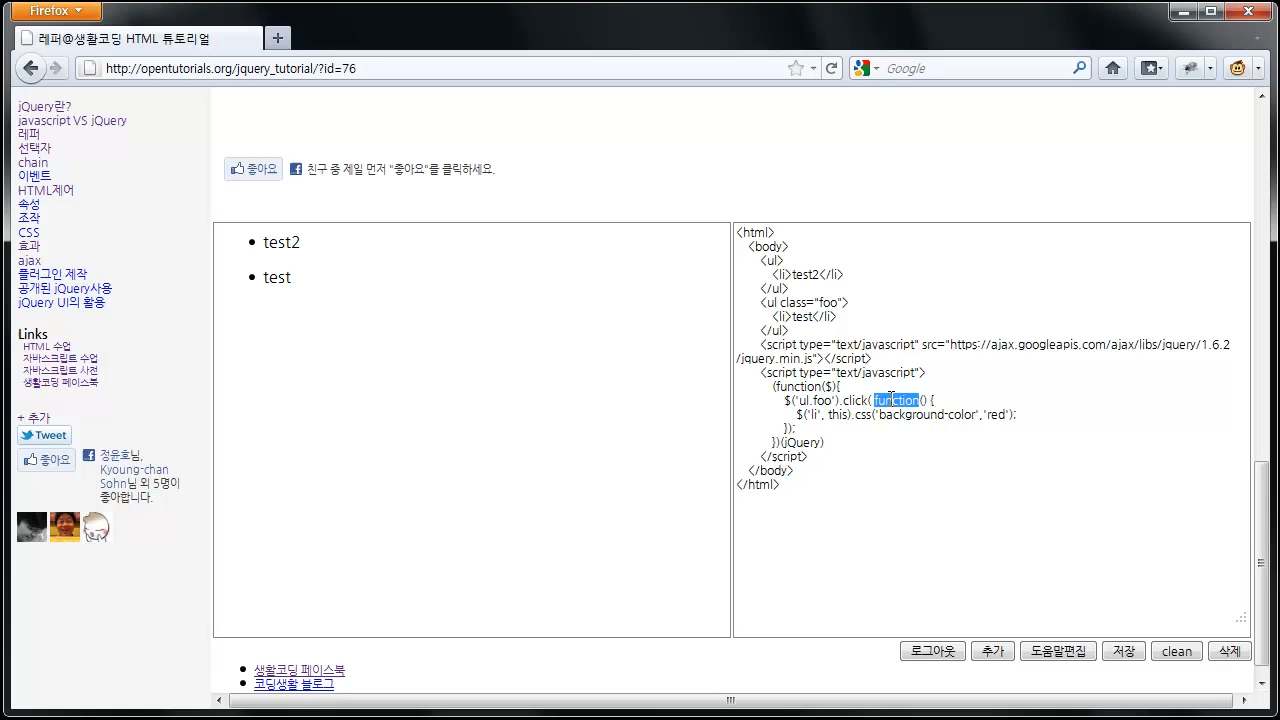 Firefox
레퍼@생활코딩 HTML 튜토리얼
http://opentutorials.org/jquery_tutorial/?id=76
Google
jQuery란?
javascript VS jQuery
레퍼
선택자
chain
이벤트
HTML제어
속성
조작
CSS
효과
ajax
플러그인 제작
공개된 jQuery사용
jQuery UI의 활용
Links
HTML 수업
자바스크립트 수업
자바스크립트 사전
생활코딩 페이스북
+ 추가
Tweet
좋아요
정윤호님,
Kyoung-chan
Sohn님 외 5명이
좋아합니다.
좋아요
친구 중 제일 먼저 "좋아요"를 클릭하세요.
• test2
• test
<html>
<body>
<ul>
<li>test2</li>
</ul>
<ul class="foo">
<li>test</li>
</ul>
<script type="text/javascript" src="https://ajax.googleapis.com/ajax/libs/jquery/1.6.2
/jquery.min.js"></script>
<script type="text/javascript">
(function($){
$('ul.foo').click( function() {
$('li', this).css('background-color','red');
});
})(jQuery)
</script>
</body>
</html>
로그아웃
추가
도움말편집
저장
clean
삭제
• 생활코딩 페이스북
• 코딩생활 블로그